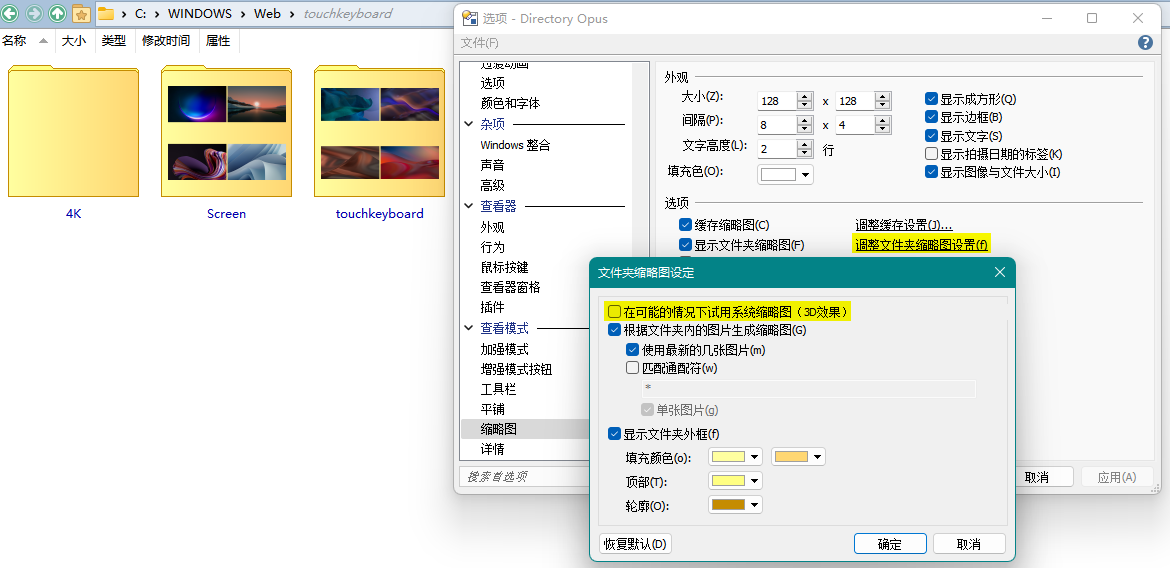 C: WINDOWS Web touchkeyboard
名称 大小 类型 修改时间 属性
4K Screen touchkeyboard
选项 - Directory Opus
文件(F)
过渡动画
选项
颜色和字体
杂项
Windows 整合
声音
高级
查看器
外观
行为
鼠标按键
查看器窗格
插件
查看模式
加强模式
增强模式按钮
工具栏
平铺
缩略图
详情
搜索首选项
外观
大小(Z): 128 x 128
间隔(P): 8 x 4
文字高度(L): 2 行
填充色(O):
显示成方形(Q)
显示边框(B)
显示文字(S)
显示拍摄日期的标签(K)
显示图像与文件大小(I)
选项
缓存缩略图(C) 调整缓存设置(J)...
显示文件夹缩略图(F) 调整文件夹缩略图设置(f)
取消 应用(A)
文件夹缩略图设定
在可能的情况下试用系统缩略图（3D效果）
根据文件夹内的图片生成缩略图(G)
使用最新的几张图片(m)
匹配通配符(w)
*
单张图片(g)
显示文件夹外框(f)
填充颜色(o):
顶部(T):
轮廓(O):
恢复默认(D) 确定 取消